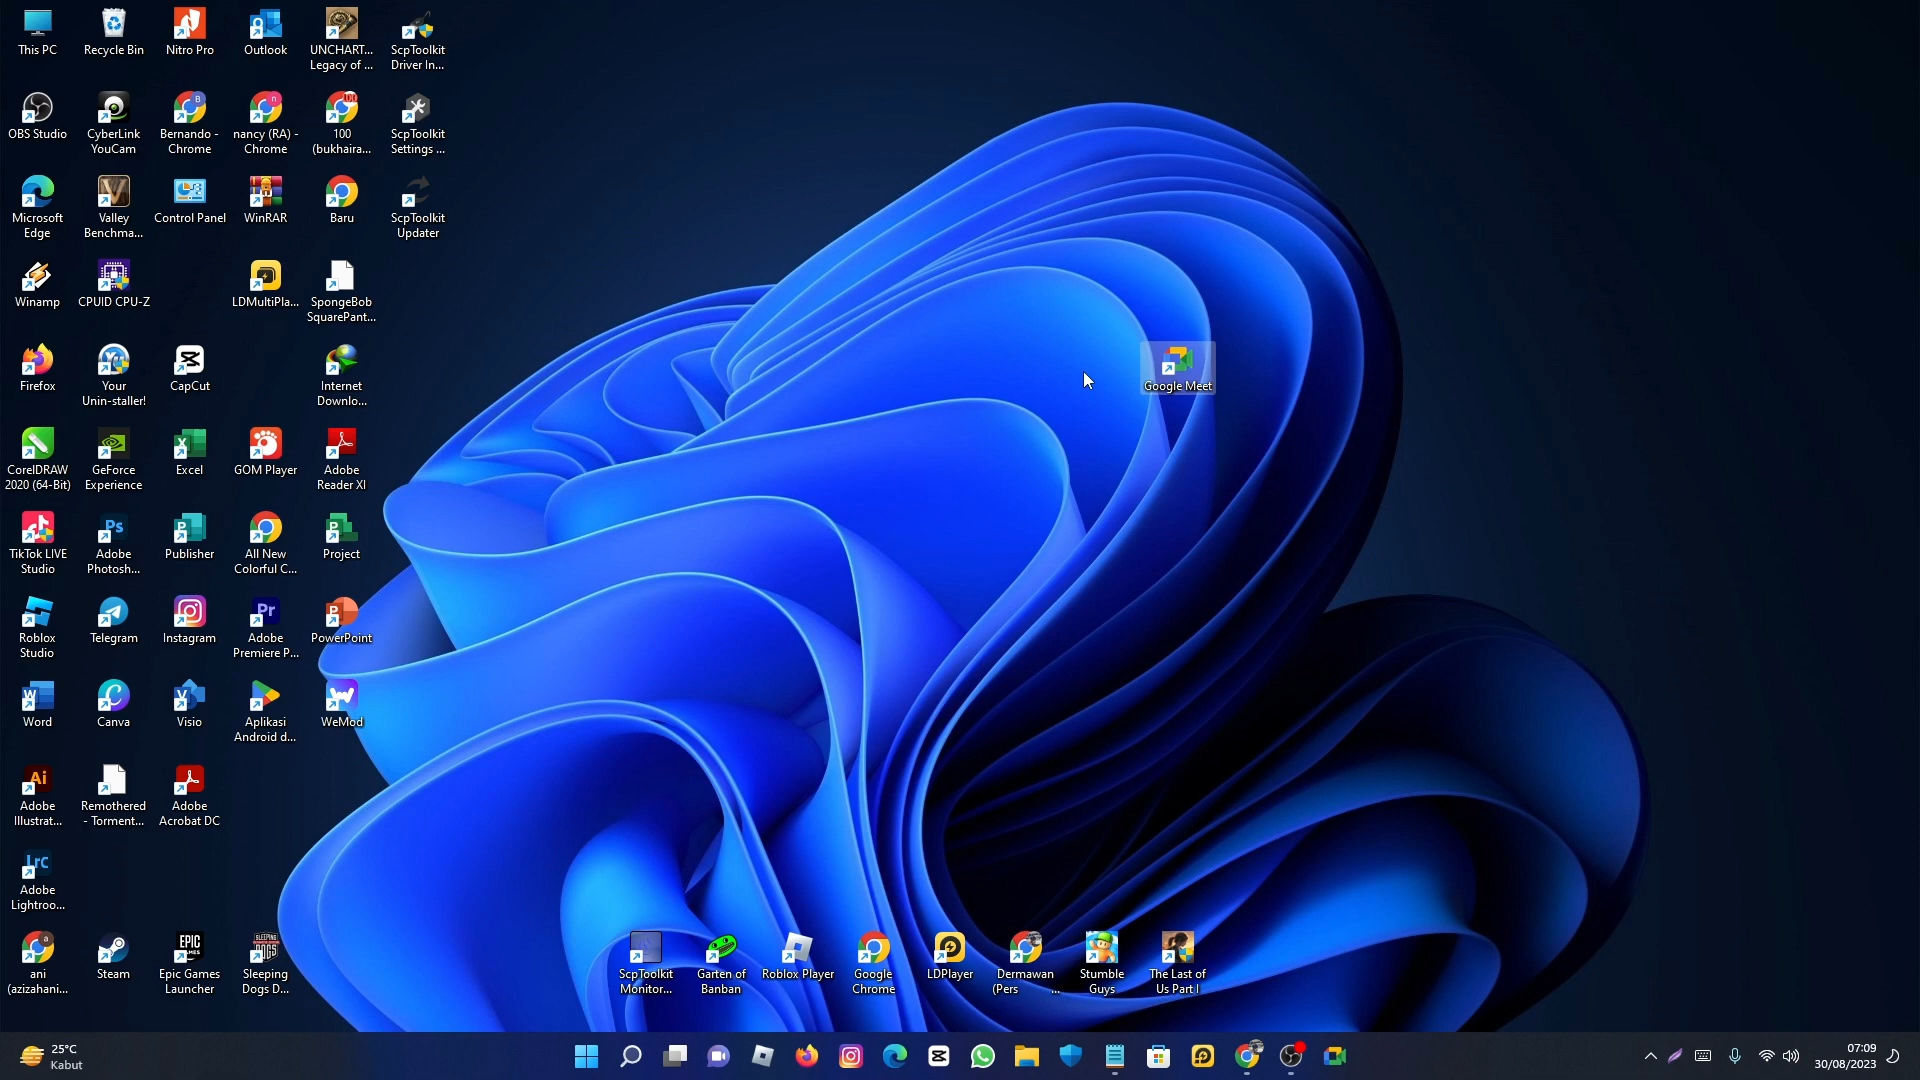 This PC
Recycle Bin
Nitro Pro
Outlook
UNCHART...
Legacy of ...
ScpToolkit
Driver In...
OBS Studio
CyberLink
YouCam
Bernando -
Chrome
nancy (RA) -
Chrome
100
(bukhaira...
ScpToolkit
Settings ...
Microsoft
Edge
Valley
Benchma...
Control Panel
WinRAR
Baru
ScpToolkit
Updater
Winamp
CPUID CPU-Z
LDMultiPla...
SpongeBob
SquarePant...
Firefox
Your
Unin-staller!
CapCut
Internet
Downlo...
Google Meet
CorelDRAW
2020 (64-Bit)
GeForce
Experience
Excel
GOM Player
Adobe
Reader XI
TikTok LIVE
Studio
Adobe
Photosh...
Publisher
All New
Colorful C...
Project
Roblox
Studio
Telegram
Instagram
Adobe
Premiere P...
PowerPoint
Word
Canva
Visio
Aplikasi
Android d...
WeMod
Adobe
Illustrat...
Remothered
- Torment...
Adobe
Acrobat DC
Adobe
Lightroo...
ani
(azizahani...
Steam
Epic Games
Launcher
Sleeping
Dogs D...
ScpToolkit
Monitor...
Garten of
Banban
Roblox Player
Google
Chrome
LDPlayer
Dermawan
(Pers ...
Stumble
Guys
The Last of
Us Part I
25°C
Kabut
07:09
30/08/2023